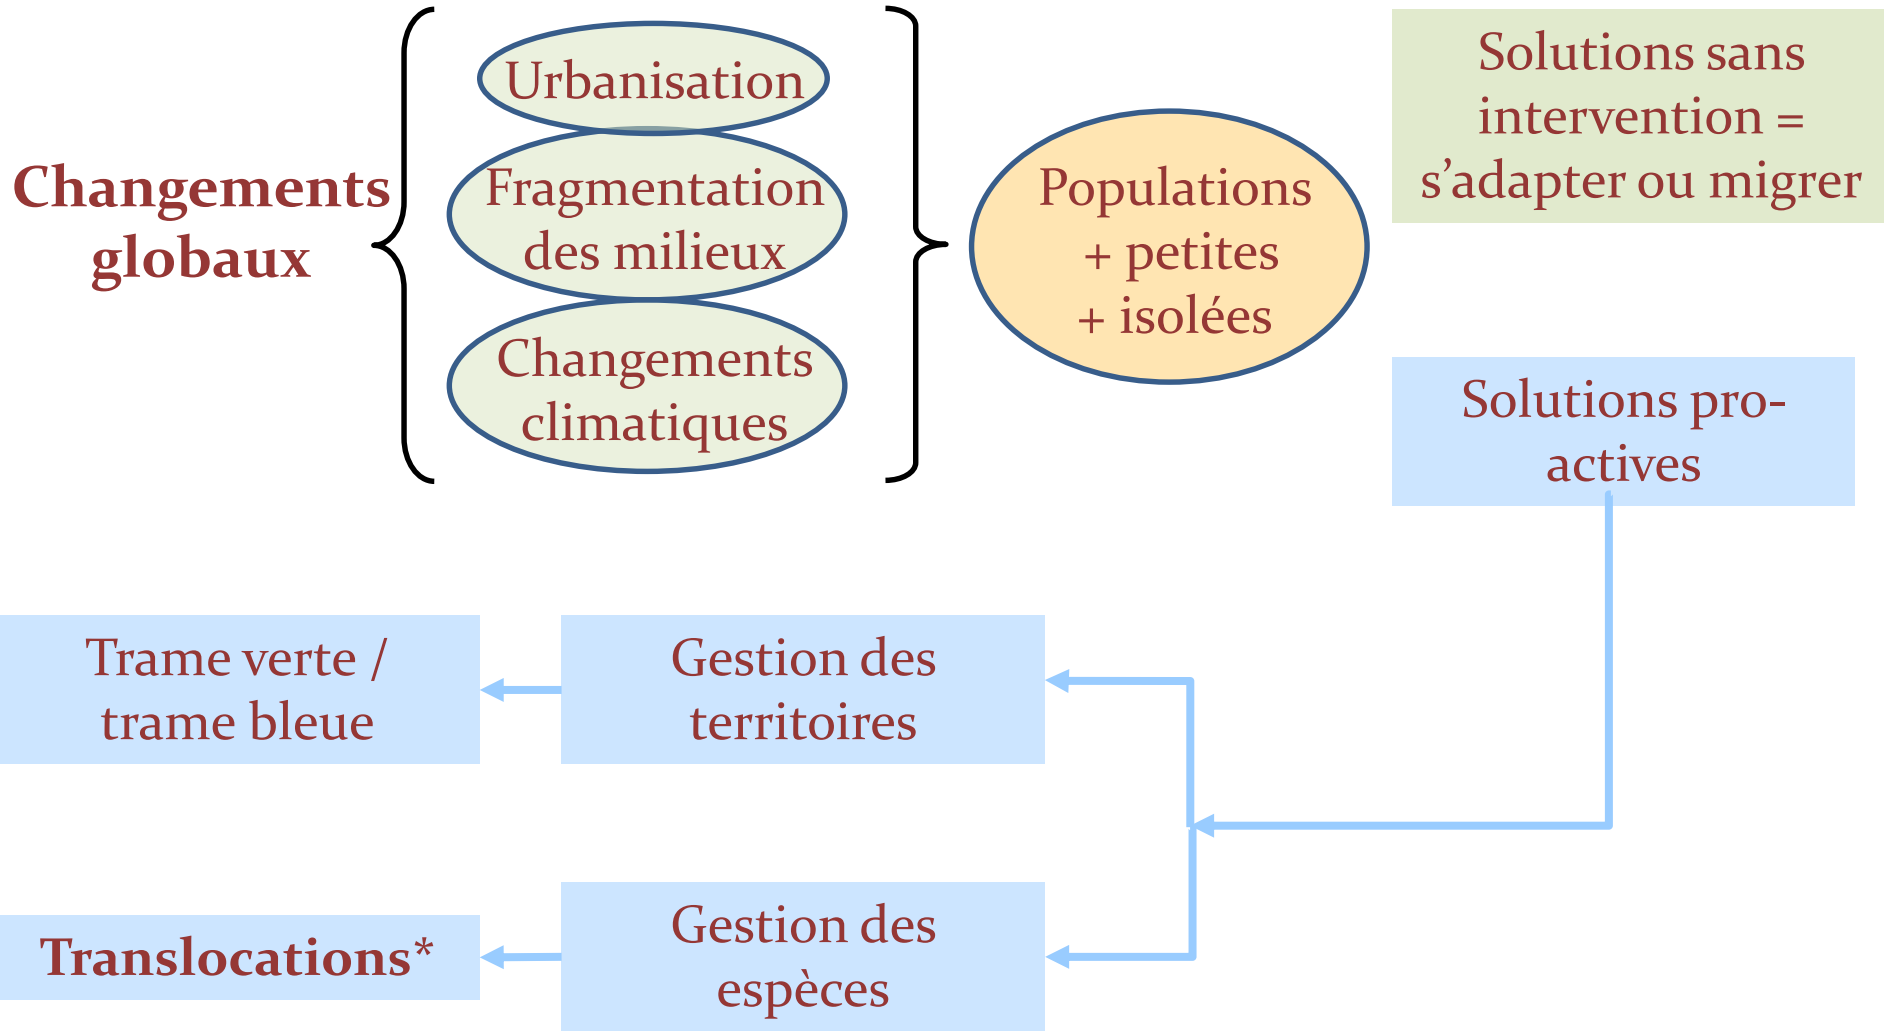 Changements
globaux
Urbanisation
Fragmentation
des milieux
Changements
climatiques
Populations
+ petites
+ isolées
Solutions sans
intervention =
s’adapter ou migrer
Solutions pro-
actives
Trame verte /
trame bleue
Gestion des
territoires
Translocations*
Gestion des
espèces